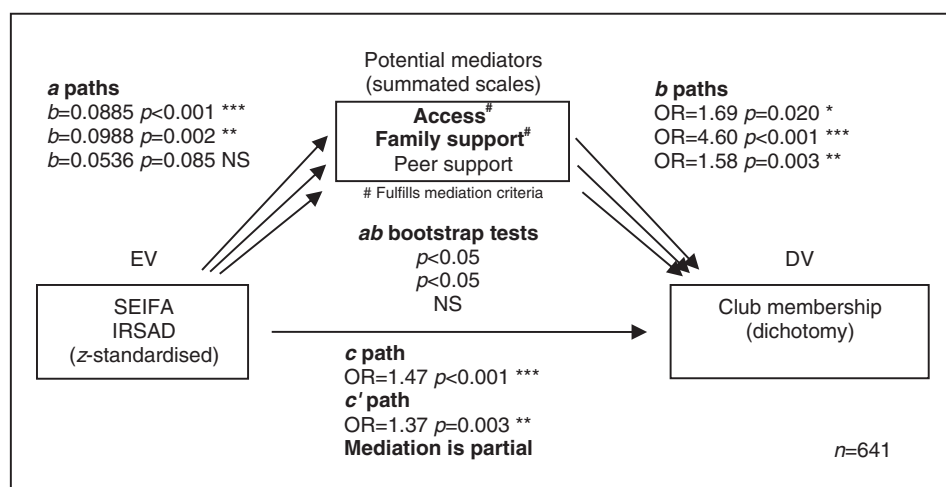 Potential mediators
(summated scales)
a paths
b=0.0885 p<0.001 ***
b=0.0988 p=0.002 **
b=0.0536 p=0.085 NS
Access#
Family support#
Peer support
# Fulfills mediation criteria
b paths
OR=1.69 p=0.020 *
OR=4.60 p<0.001 ***
OR=1.58 p=0.003 **
ab bootstrap tests
p<0.05
p<0.05
NS
EV
SEIFA
IRSAD
(z-standardised)
DV
Club membership
(dichotomy)
c path
OR=1.47 p<0.001 ***
c' path
OR=1.37 p=0.003 **
Mediation is partial
n=641